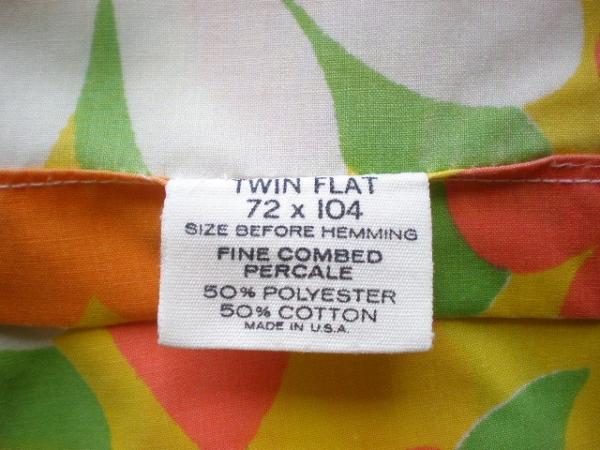 TWIN FLAT
72 x 104
SIZE BEFORE HEMMING
FINE COMBED
PERCALE
50% POLYESTER
50% COTTON
MADE IN U.S.A.